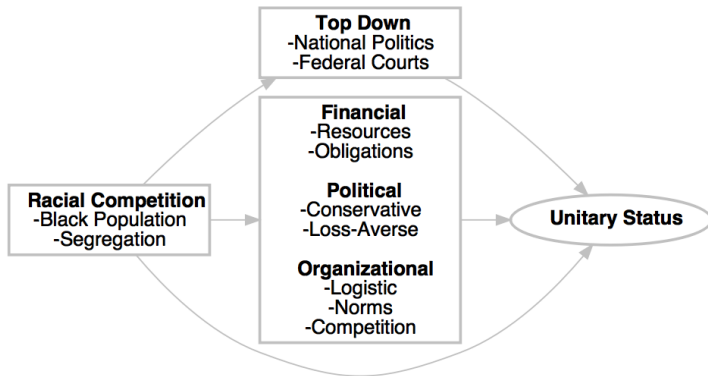 Top Down
-National Politics
-Federal Courts
Financial
-Resources
-Obligations
Racial Competition
-Black Population
-Segregation
Political
-Conservative
-Loss-Averse
Unitary Status
Organizational
-Logistic
-Norms
-Competition